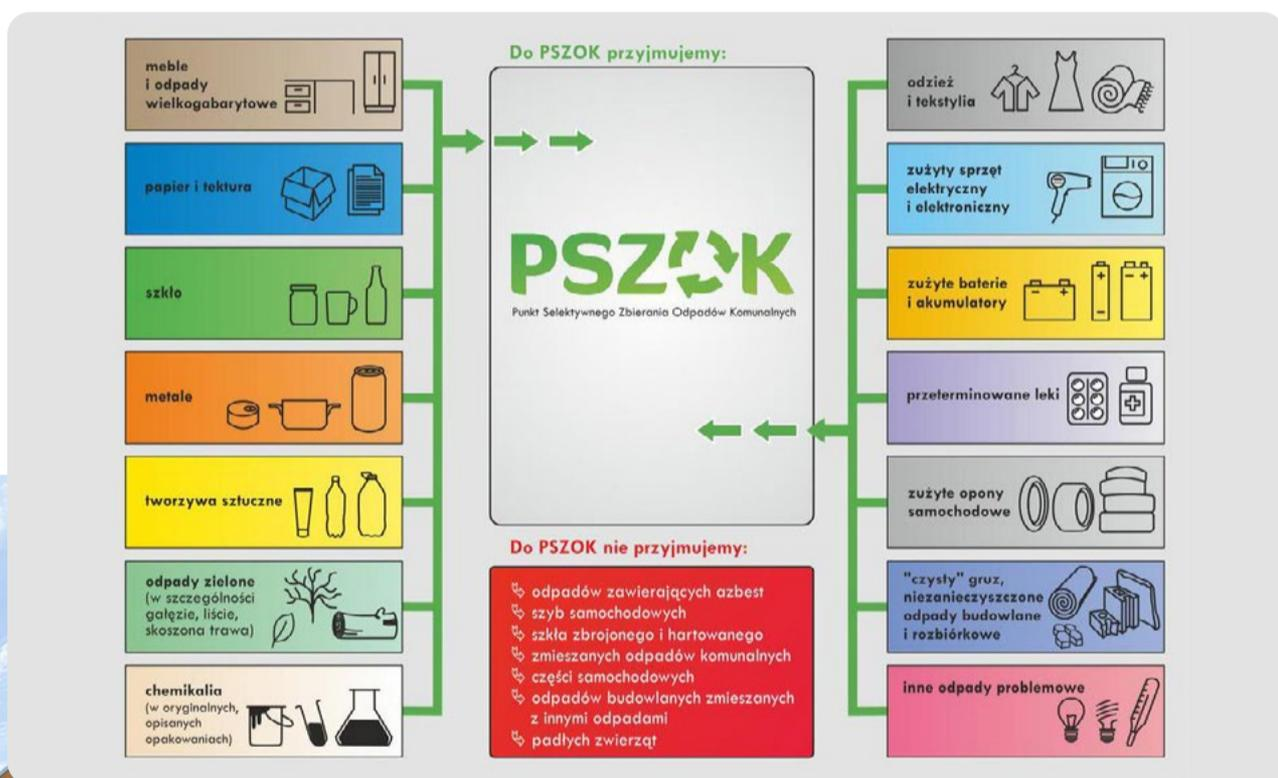 meble
i odpady
wielkogabarytowe
papier i tektura
szkło
metale
tworzywa sztuczne
odpady zielone
(w szczególności
gałęzie, liście,
skoszona trawa)
chemikalia
(w oryginalnych,
opisanych
opakowaniach)
Do PSZOK przyjmujemy:
PSZOK
Punkt Selektywnego Zbierania Odpadów Komunalnych
Do PSZOK nie przyjmujemy:
odpadów zawierających azbest
szyb samochodowych
szkła zbrojonego i hartowanego
zmieszanych odpadów komunalnych
części samochodowych
odpadów budowlanych zmieszanych
z innymi odpadami
padłych zwierząt
odzież
i tekstylia
zużyty sprzęt
elektryczny
i elektroniczny
zużyte baterie
i akumulatory
przeterminowane leki
zużyte opony
samochodowe
"czysty" gruz,
niezanieczyszczone
odpady budowlane
i rozbiórkowe
inne odpady problemowe